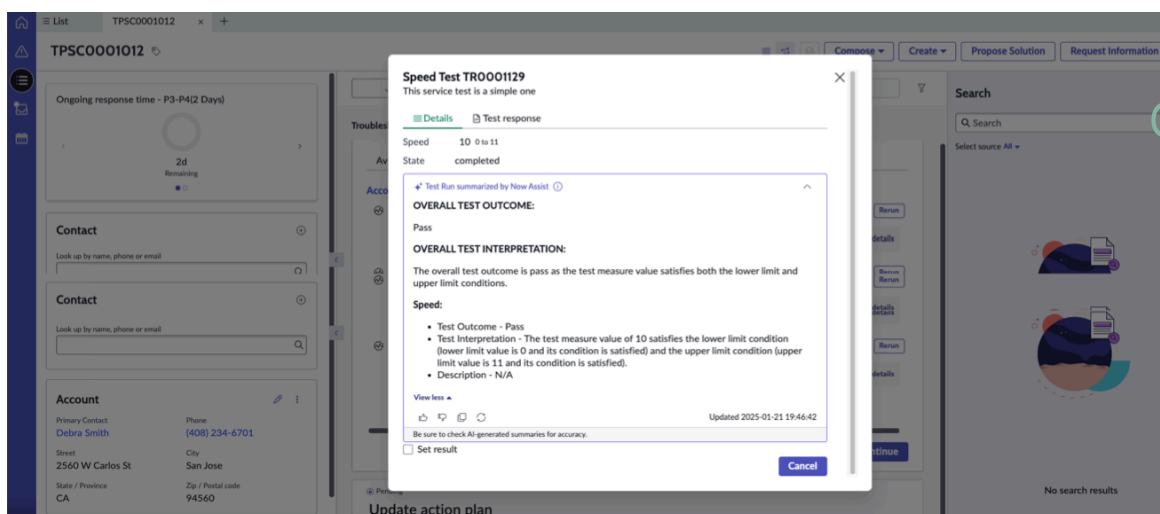 List
TPSC0001012 × +
TPSC0001012
Compose
Create
Propose Solution
Request Information
Ongoing response time - P3-P4(2 Days)
2d
Remaining
Contact
Look up by name, phone or email
Contact
Look up by name, phone or email
Account
Primary Contact
Phone
Debra Smith
(408) 234-6701
Street
City
2560 W Carlos St
San Jose
State / Province
Zip / Postal code
CA
94560
Troubles
Av
Acco
Speed Test TR0001129
This service test is a simple one
Details
Test response
Speed 10 0 to 11
State completed
Test Run summarized by Now Assist
OVERALL TEST OUTCOME:
Pass
OVERALL TEST INTERPRETATION:
The overall test outcome is pass as the test measure value satisfies both the lower limit and
upper limit conditions.
Speed:
• Test Outcome - Pass
• Test Interpretation - The test measure value of 10 satisfies the lower limit condition
(lower limit value is 0 and its condition is satisfied) and the upper limit condition (upper
limit value is 11 and its condition is satisfied).
• Description - N/A
View less
Updated 2025-01-21 19:46:42
Be sure to check AI-generated summaries for accuracy.
Set result
Cancel
Rerun
details
Rerun
Rerun
details
details
Rerun
details
ntinue
Update action plan
Search
Search
Select source All
No search results